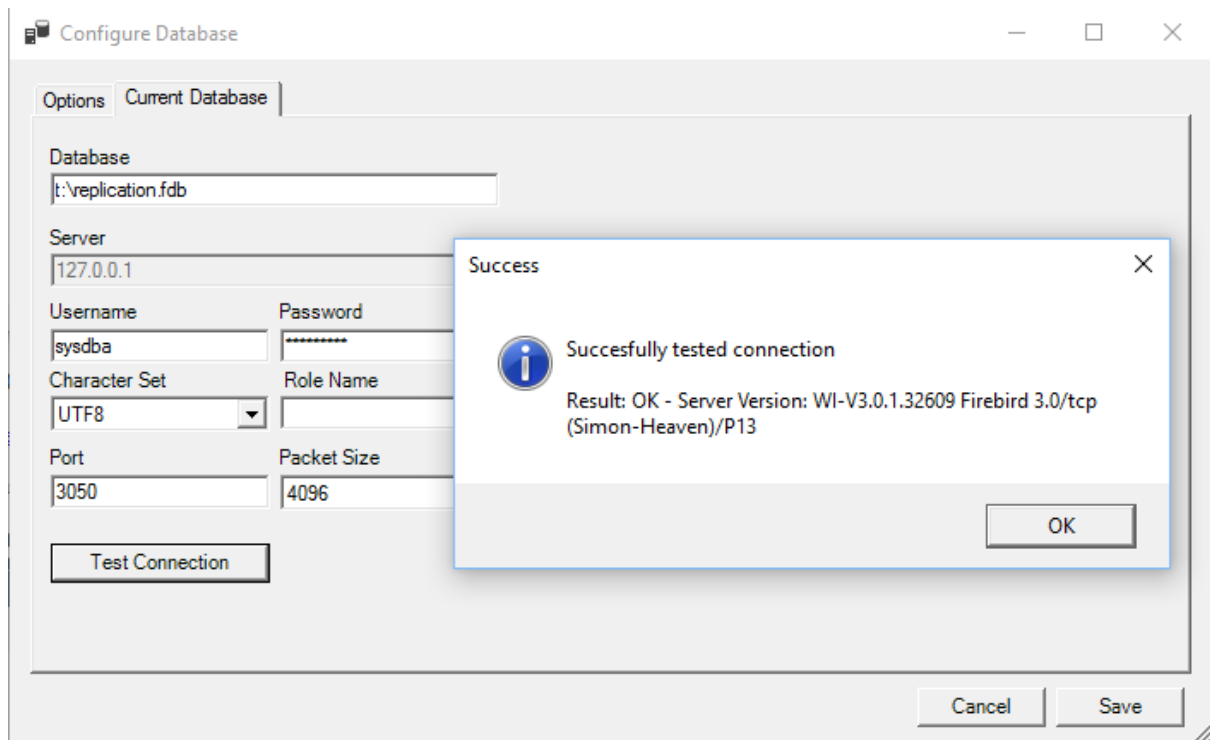 Configure Database
Options Current Database
Database
t:\replication.fdb
Server
127.0.0.1
Username Password
sysdba *********
Character Set Role Name
UTF8
Port Packet Size
3050 4096
Test Connection
Success
Succesfully tested connection
Result: OK - Server Version: WI-V3.0.1.32609 Firebird 3.0/tcp
(Simon-Heaven)/P13
OK
Cancel Save